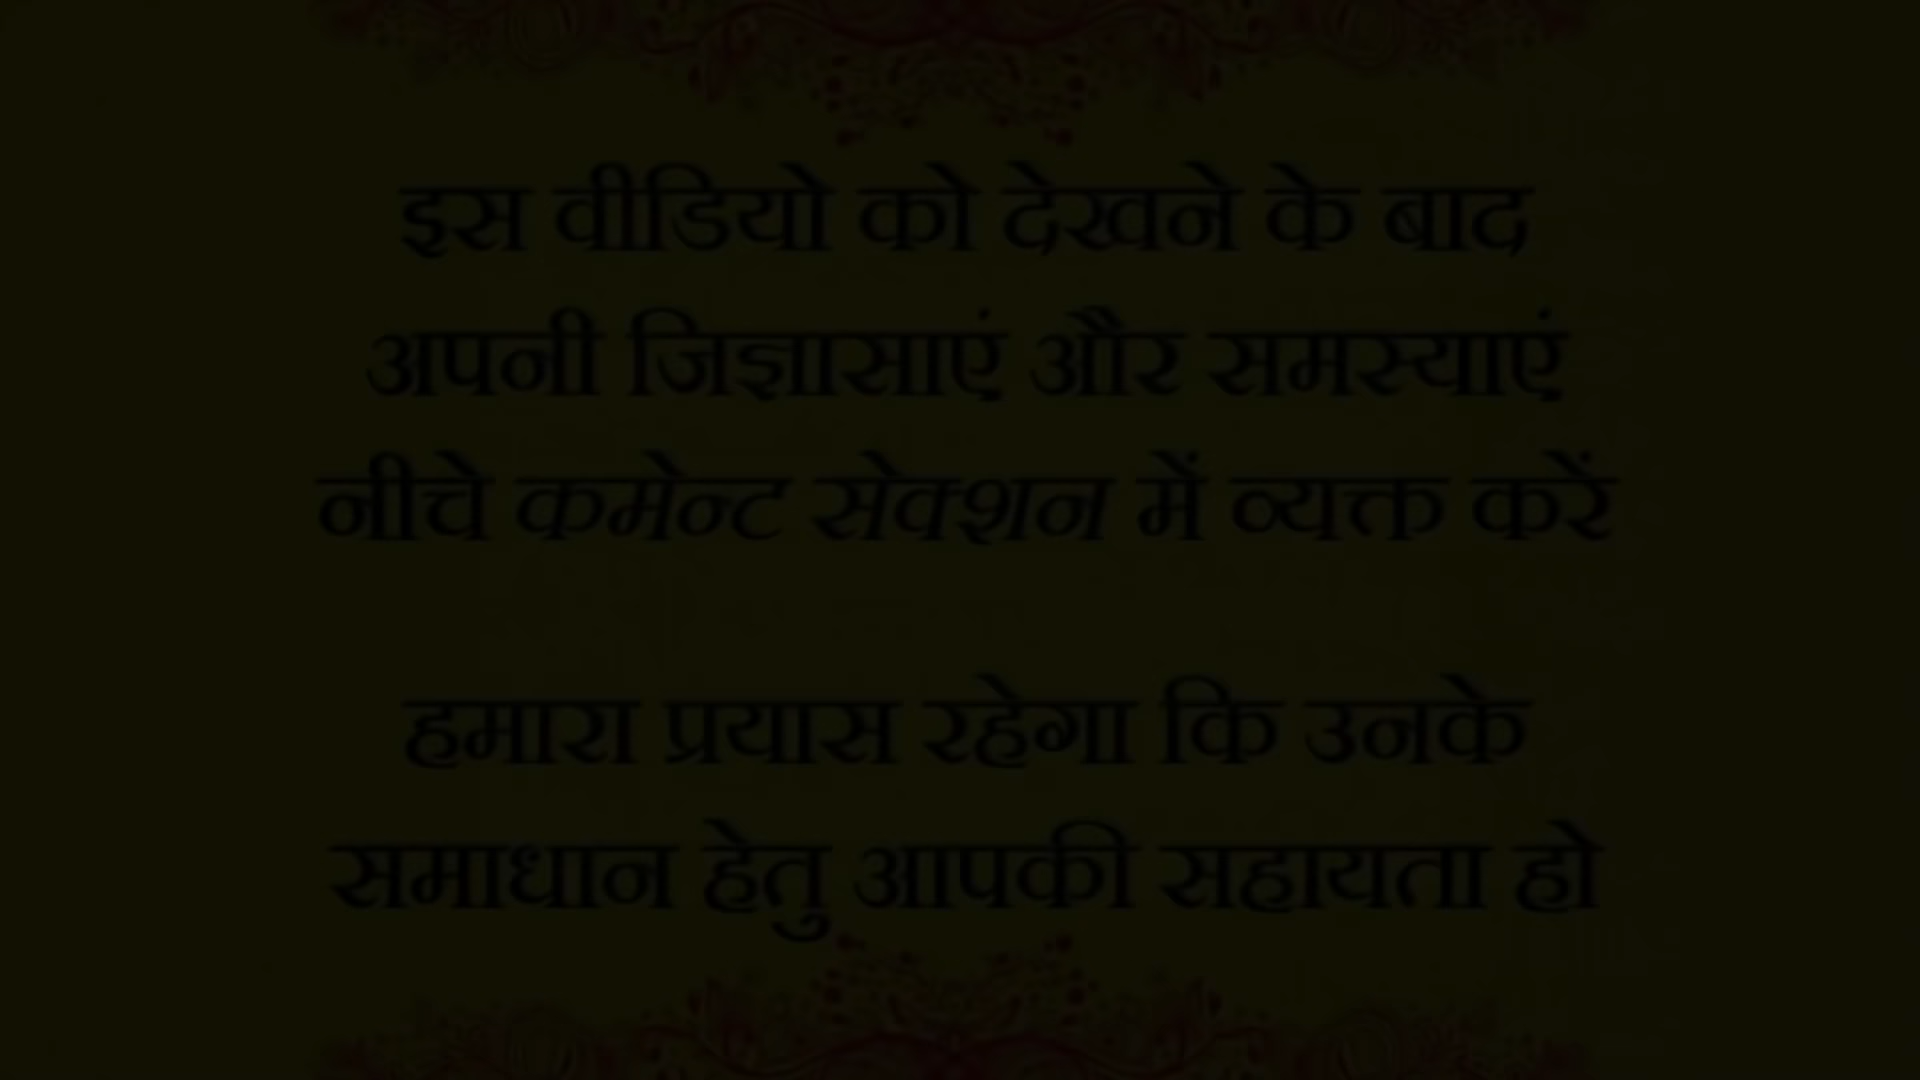 इस वीडियो को देखने के बाद
अपनी जिज्ञासाएं और समस्याएं
नीचे कमेन्ट सेक्शन में व्यक्त करें
हमारा प्रयास रहेगा कि उनके
समाधान हेतु आपकी सहायता हो